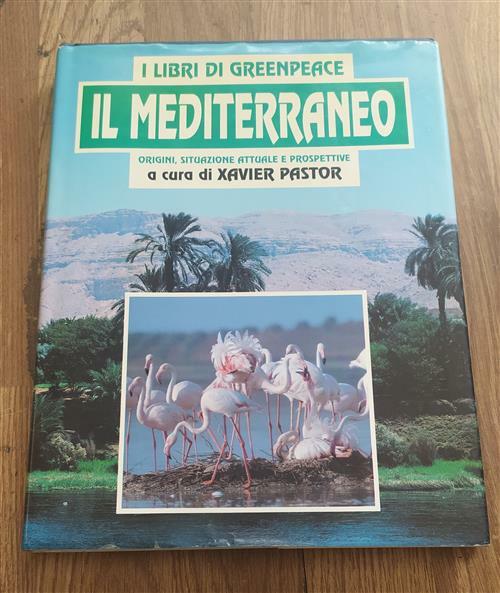 I LIBRI DI GREENPEACE
IL MEDITERRANEO
ORIGINI, SITUAZIONE ATTUALE E PROSPETTIVE
a cura di XAVIER PASTOR